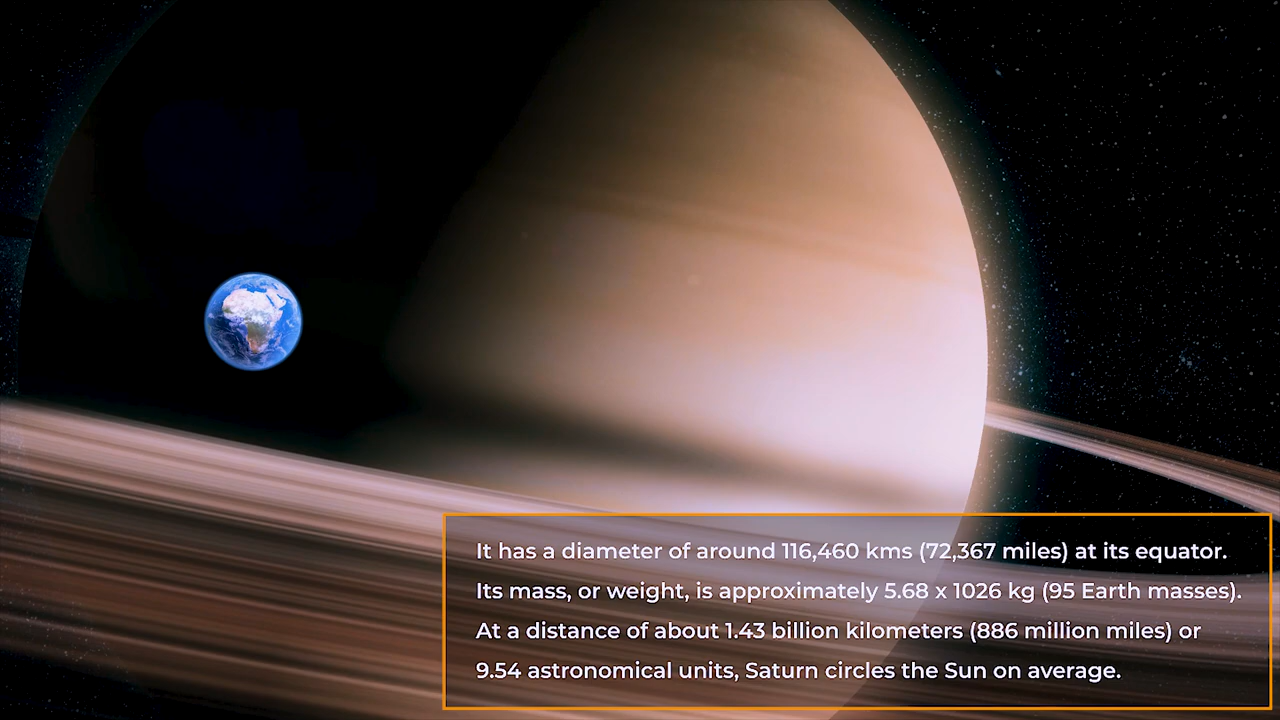 It has a diameter of around 116,460 kms (72,367 miles) at its equator.
Its mass, or weight, is approximately 5.68 x 1026 kg (95 Earth masses).
At a distance of about 1.43 billion kilometers (886 million miles) or
9.54 astronomical units, Saturn circles the Sun on average.